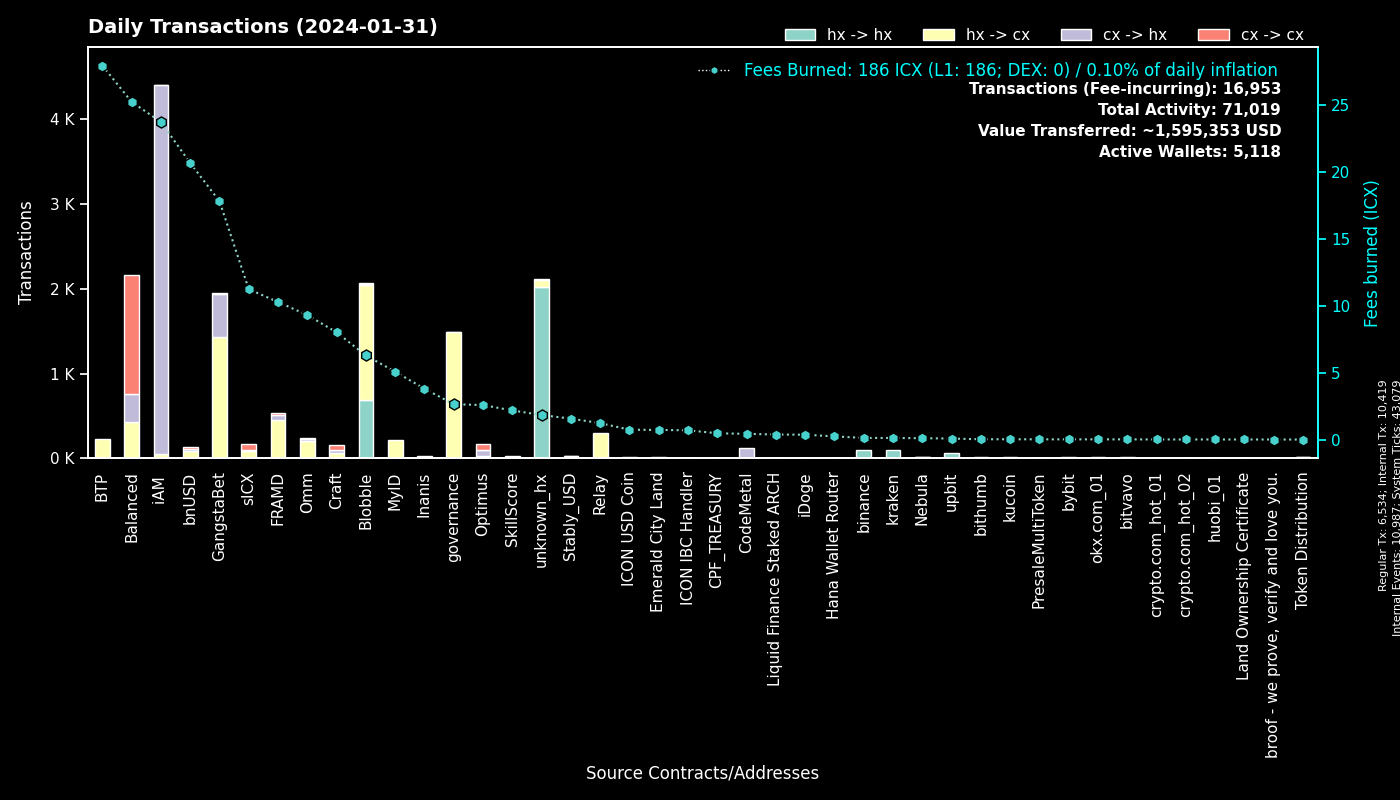 Daily Transactions (2024-01-31)
hx -> hx
hx -> cx
cx -> hx
cx -> cx
Fees Burned: 186 ICX (L1: 186; DEX: 0) / 0.10% of daily inflation
Transactions (Fee-incurring): 16,953
Total Activity: 71,019
Value Transferred: ~1,595,353 USD
Active Wallets: 5,118
Transactions
4 K
3 K
2 K
1 K
0 K
25
20
15
10
5
0
Fees burned (ICX)
Regular Tx: 6,534; Internal Tx: 10,419
Internal Events: 10,987; System Ticks: 43,079
BTP
Balanced
iAM
bnUSD
GangstaBet
sICX
FRAMD
Omm
Craft
Blobble
MyID
Inanis
governance
Optimus
SkillScore
unknown_hx
Stably_USD
Relay
ICON USD Coin
Emerald City Land
ICON IBC Handler
CPF_TREASURY
CodeMetal
Liquid Finance Staked ARCH
iDoge
Hana Wallet Router
binance
kraken
Nebula
upbit
bithumb
kucoin
PresaleMultiToken
bybit
okx.com_01
bitvavo
crypto.com_hot_01
crypto.com_hot_02
huobi_01
Land Ownership Certificate
broof - we prove, verify and love you.
Token Distribution
Source Contracts/Addresses